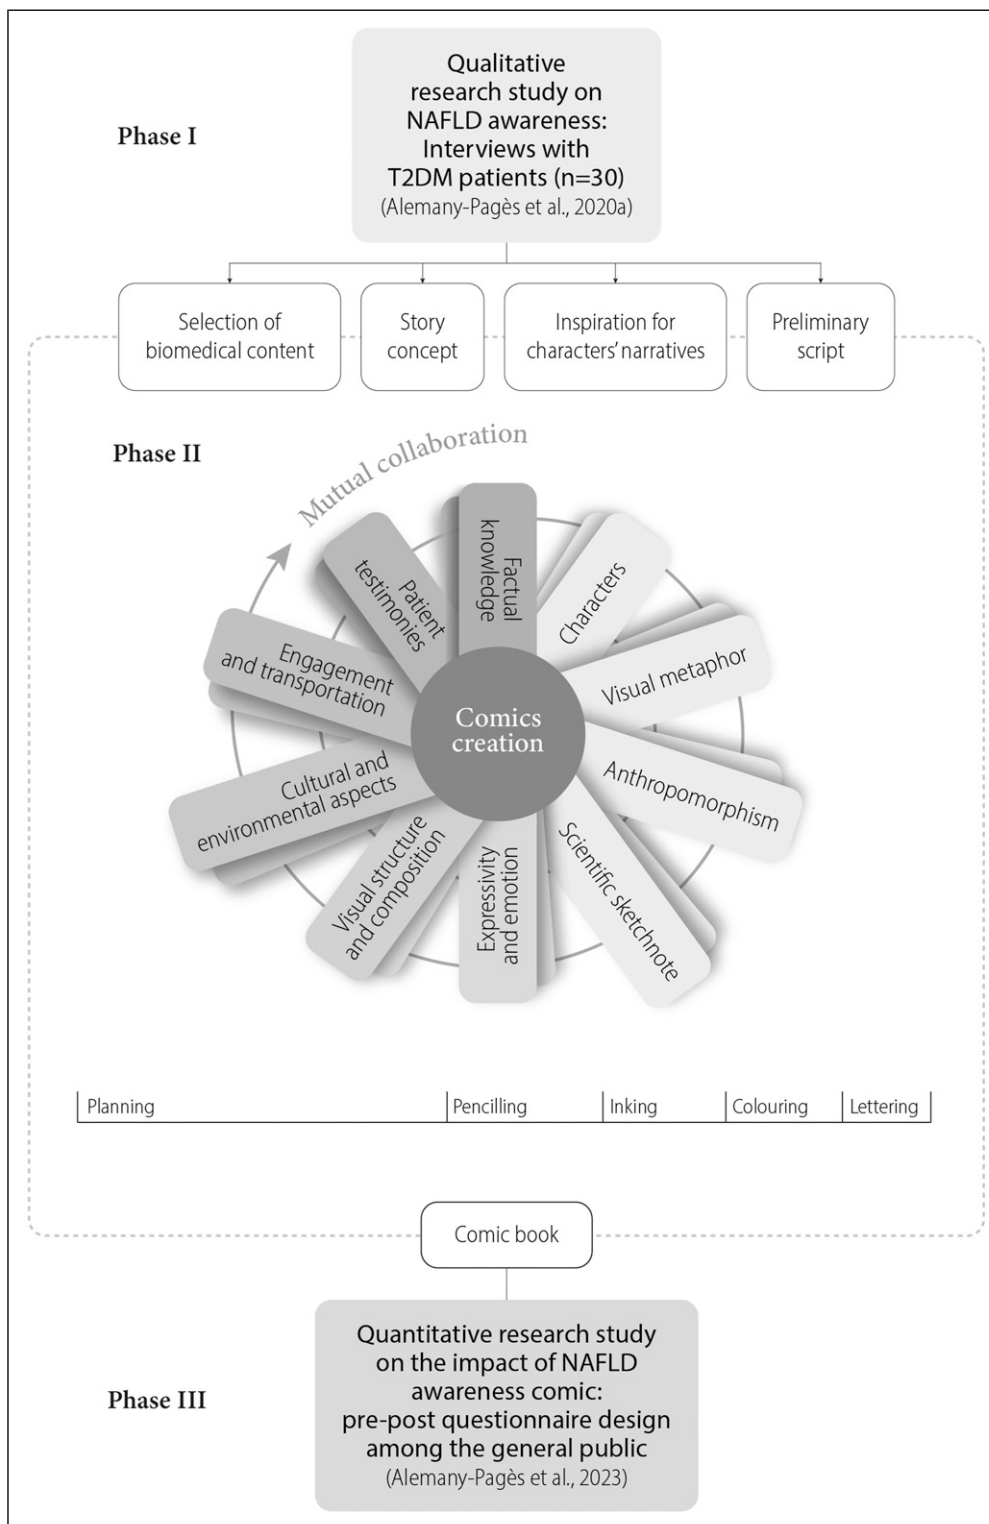 Phase I
Qualitative
research study on
NAFLD awareness:
Interviews with
T2DM patients (n=30)
(Alemany-Pagès et al., 2020a)
Selection of
biomedical content
Story
concept
Inspiration for
characters' narratives
Preliminary
script
Phase II
Mutual collaboration
Factual
knowledge
Characters
Visual metaphor
Anthropomorphism
Scientific sketchnote
Expressivity
and emotion
Visual structure
and composition
Cultural and
environmental aspects
Engagement
and transportation
Patient
testimonies
Comics
creation
Planning
Pencilling
Inking
Colouring
Lettering
Comic book
Phase III
Quantitative research study
on the impact of NAFLD
awareness comic:
pre-post questionnaire design
among the general public
(Alemany-Pagès et al., 2023)